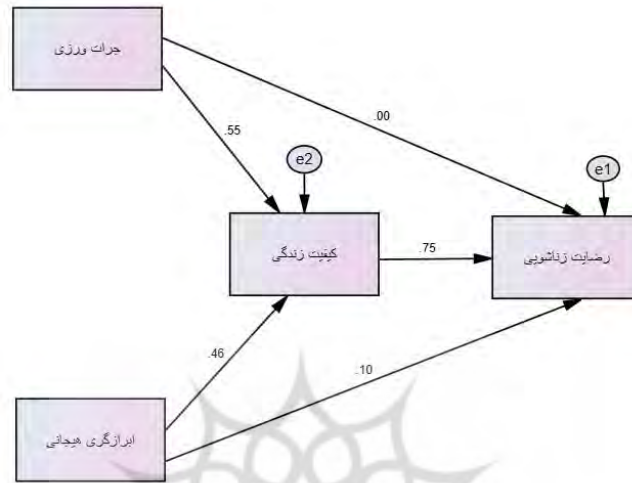 جرات ورزی
.00
.55
e2
e1
کیفیت زندگی
.75
رضایت زناشویی
.46
.10
ابرازگری هیجانی